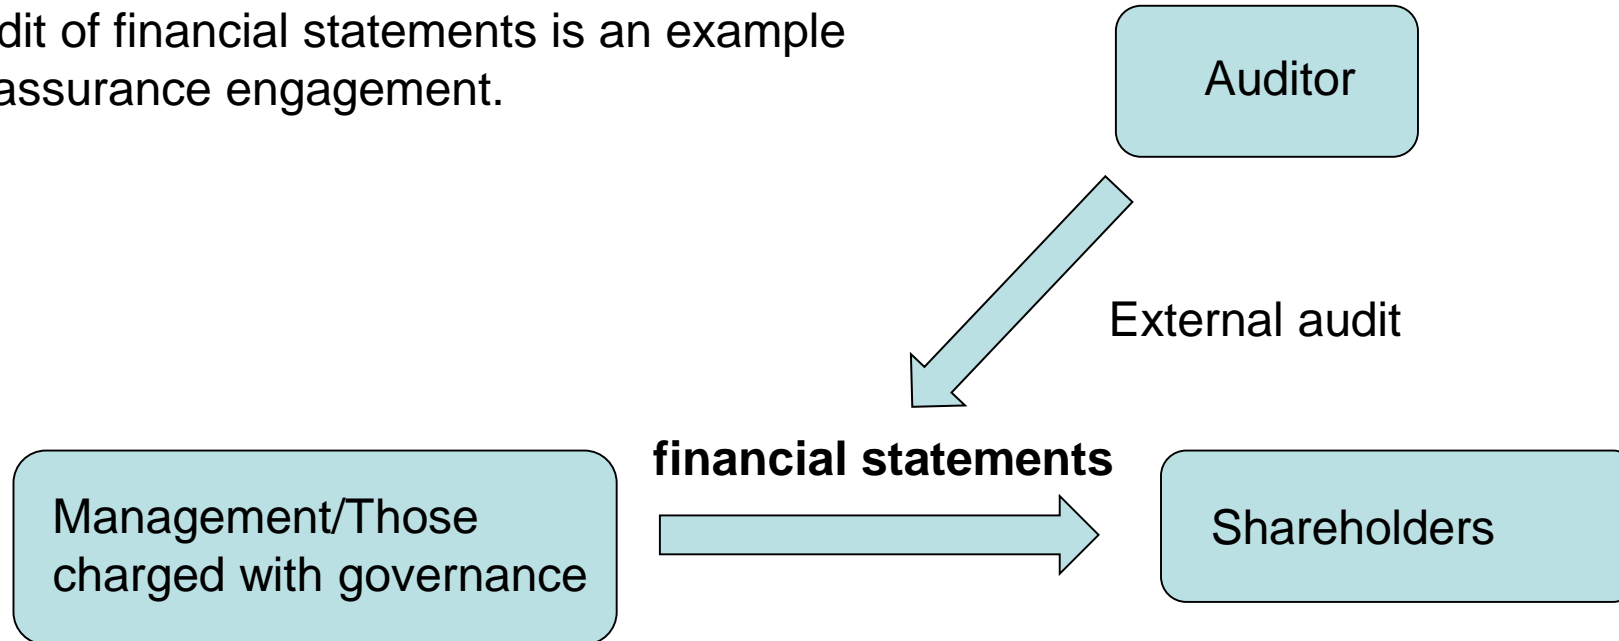 dit of financial statements is an example
assurance engagement.
Auditor
External audit
financial statements
Management/Those
charged with governance
Shareholders